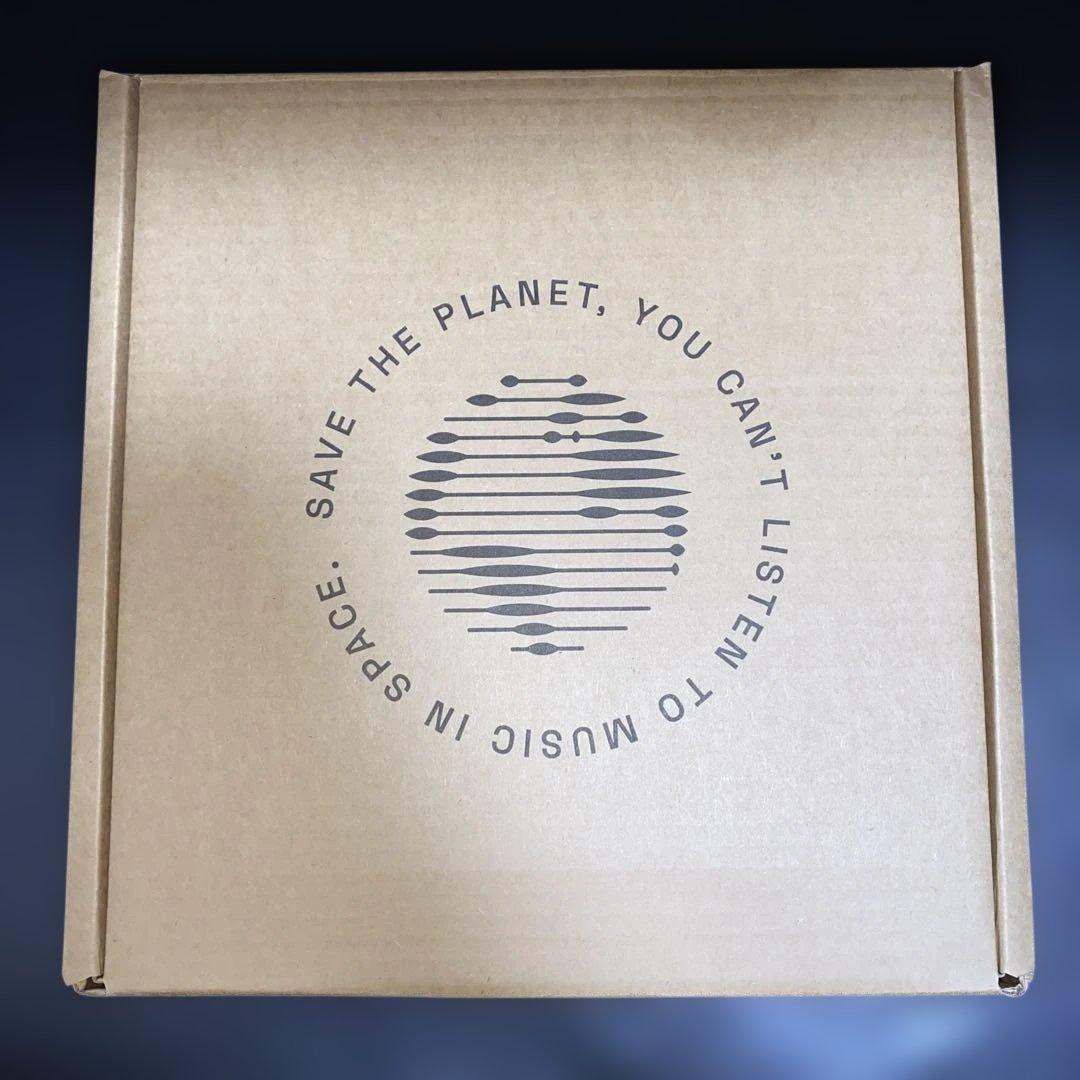 SAVE THE PLANET, YOU CAN'T LISTEN TO MUSIC IN SPACE.